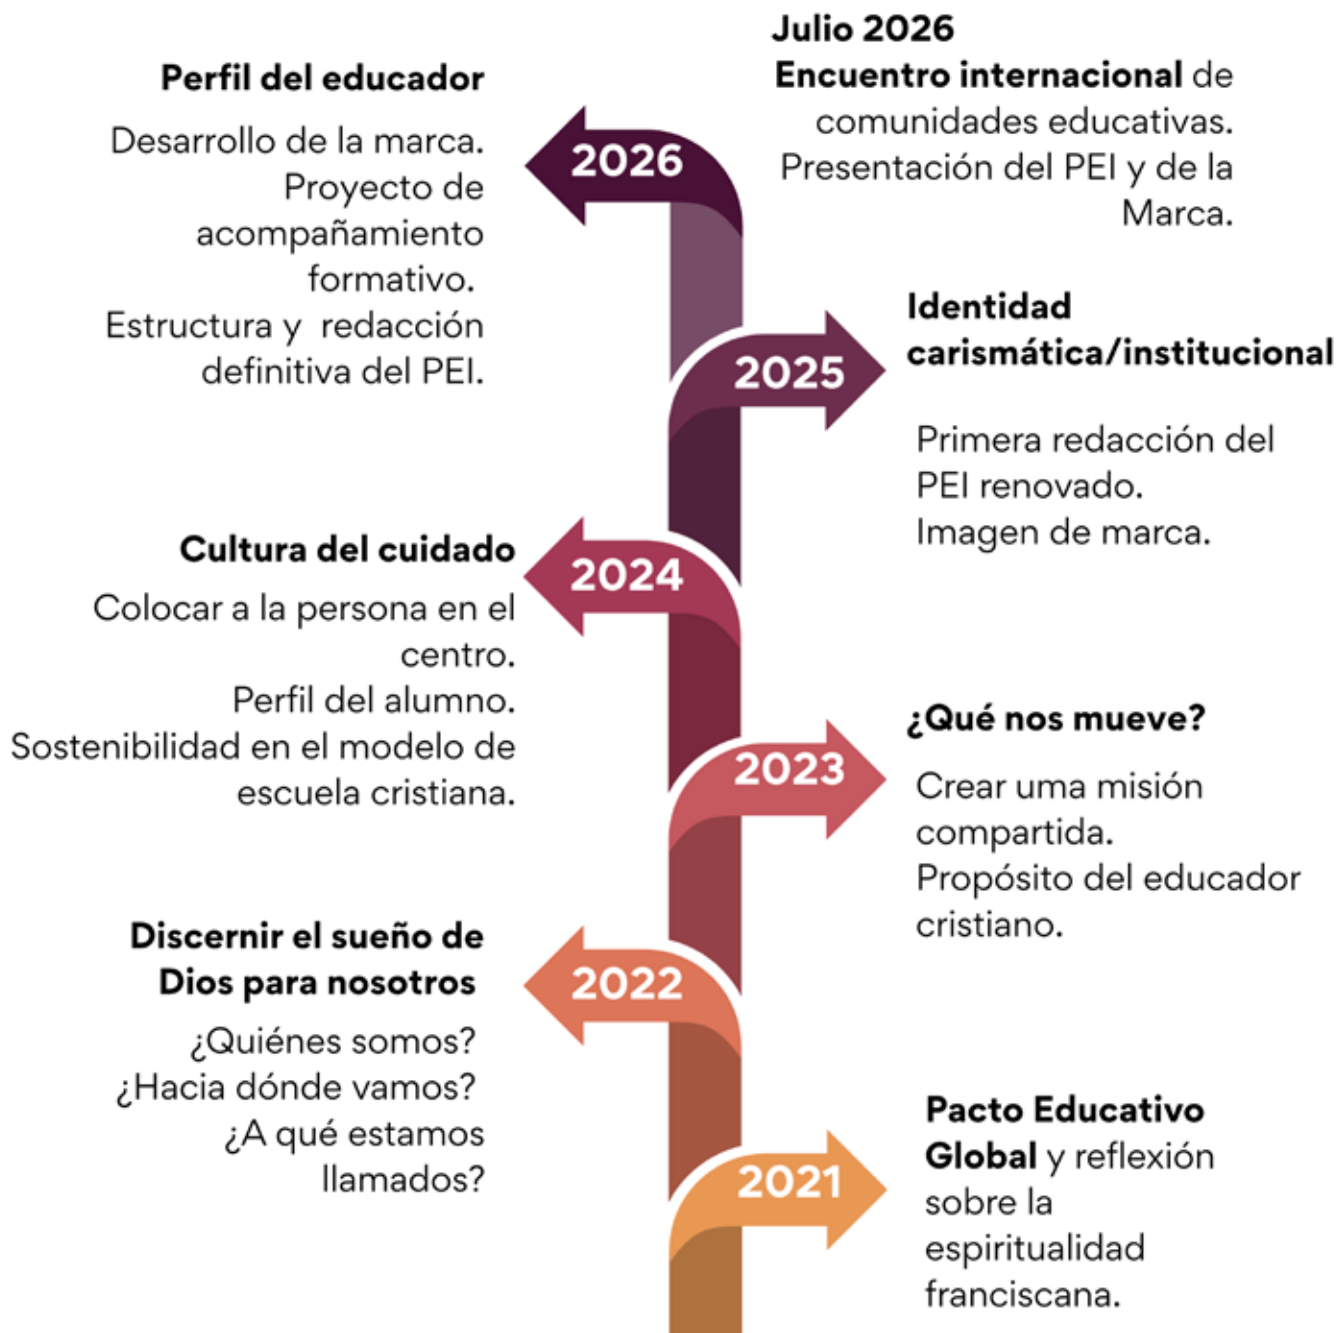 Julio 2026
Encuentro internacional de
comunidades educativas.
Presentación del PEI y de la
Marca.
Perfil del educador
Desarrollo de la marca.
Proyecto de
acompañamiento
formativo.
Estructura y redacción
definitiva del PEI.
2026
Identidad
carismática/institucional
2025
Primera redacción del
PEI renovado.
Imagen de marca.
Cultura del cuidado
2024
Colocar a la persona en el
centro.
Perfil del alumno.
Sostenibilidad en el modelo de
escuela cristiana.
¿Qué nos mueve?
2023
Crear uma misión
compartida.
Propósito del educador
cristiano.
Discernir el sueño de
Dios para nosotros
2022
¿Quiénes somos?
¿Hacia dónde vamos?
¿A qué estamos
llamados?
Pacto Educativo
Global y reflexión
sobre la
espiritualidad
franciscana.
2021